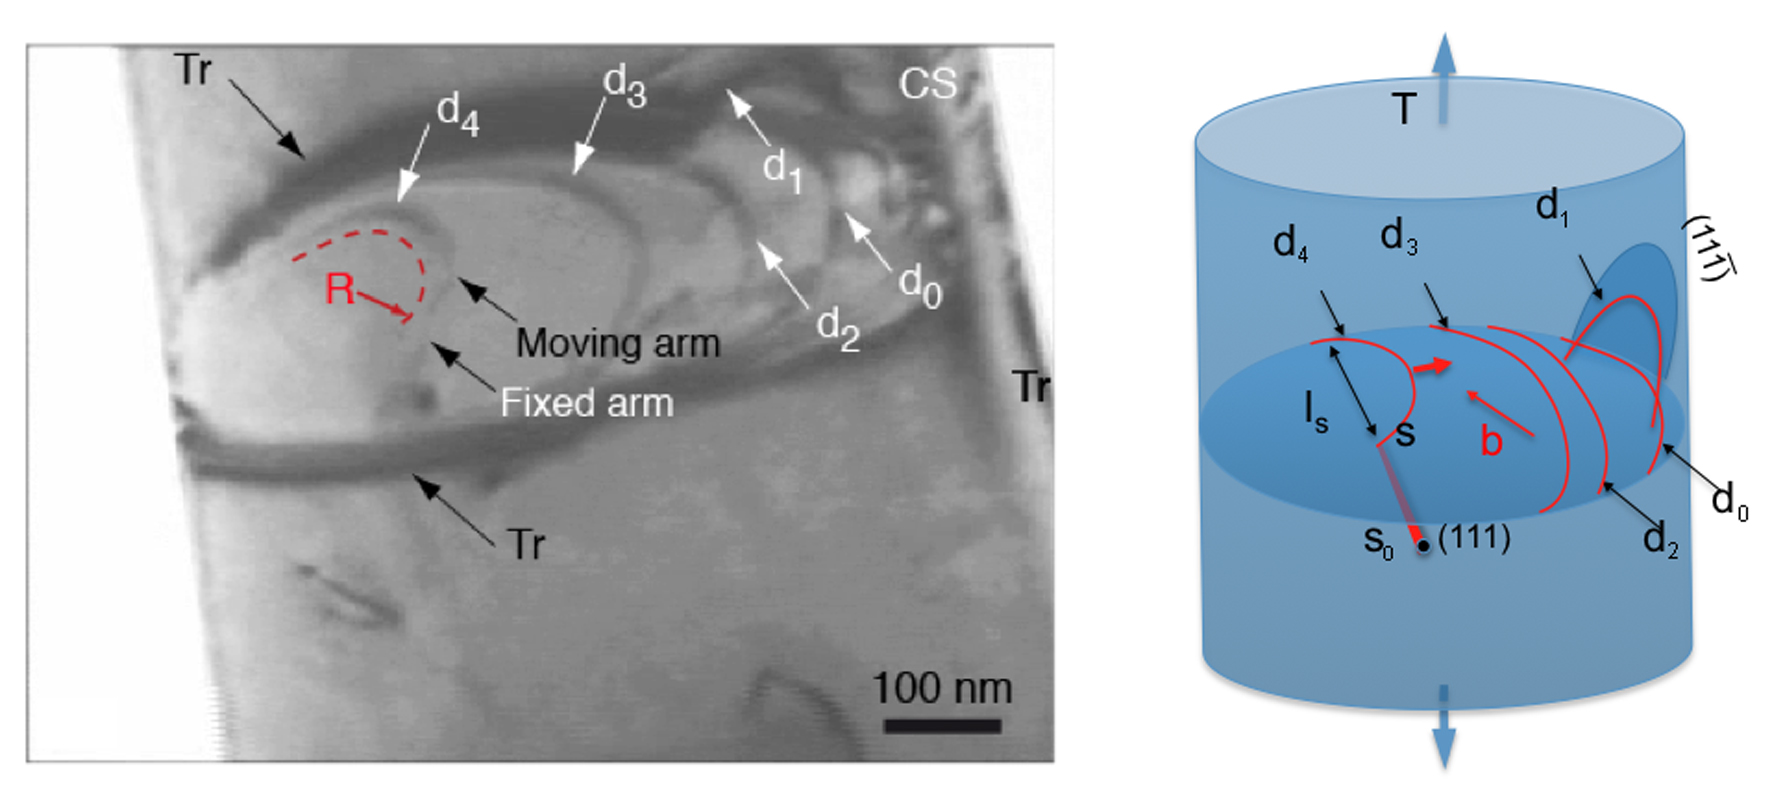 Tr
d4
d3
CS
d1
R
d0
d2
Moving arm
Fixed arm
Tr
Tr
100 nm
T
d1
(111̄)
d4
d3
ls
s
b
d0
s0
(111)
d2